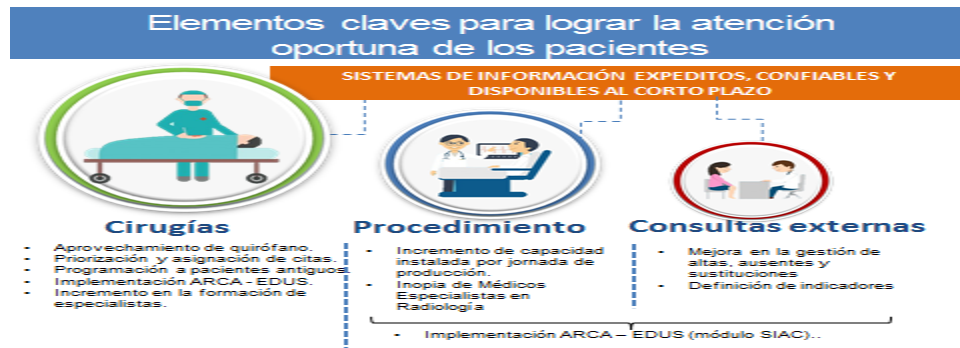 Elementos claves para lograr la atención
oportuna de los pacientes
SISTEMAS DE INFORMACIÓN EXPEDITOS, CONFIABLES Y
DISPONIBLES AL CORTO PLAZO
Cirugías
- Aprovechamiento de quirófano.
- Priorización y asignación de citas.
- Programación a pacientes antiguos.
- Implementación ARCA - EDUS.
- Incremento en la formación de
especialistas.
Procedimiento
- Incremento de capacidad
instalada por jornada de
producción.
- Inopia de Médicos
Especialistas en
Radiología
Consultas externas
- Mejora en la gestión de
altas, ausentes y
sustituciones
- Definición de indicadores
- Implementación ARCA – EDUS (módulo SIAC)..